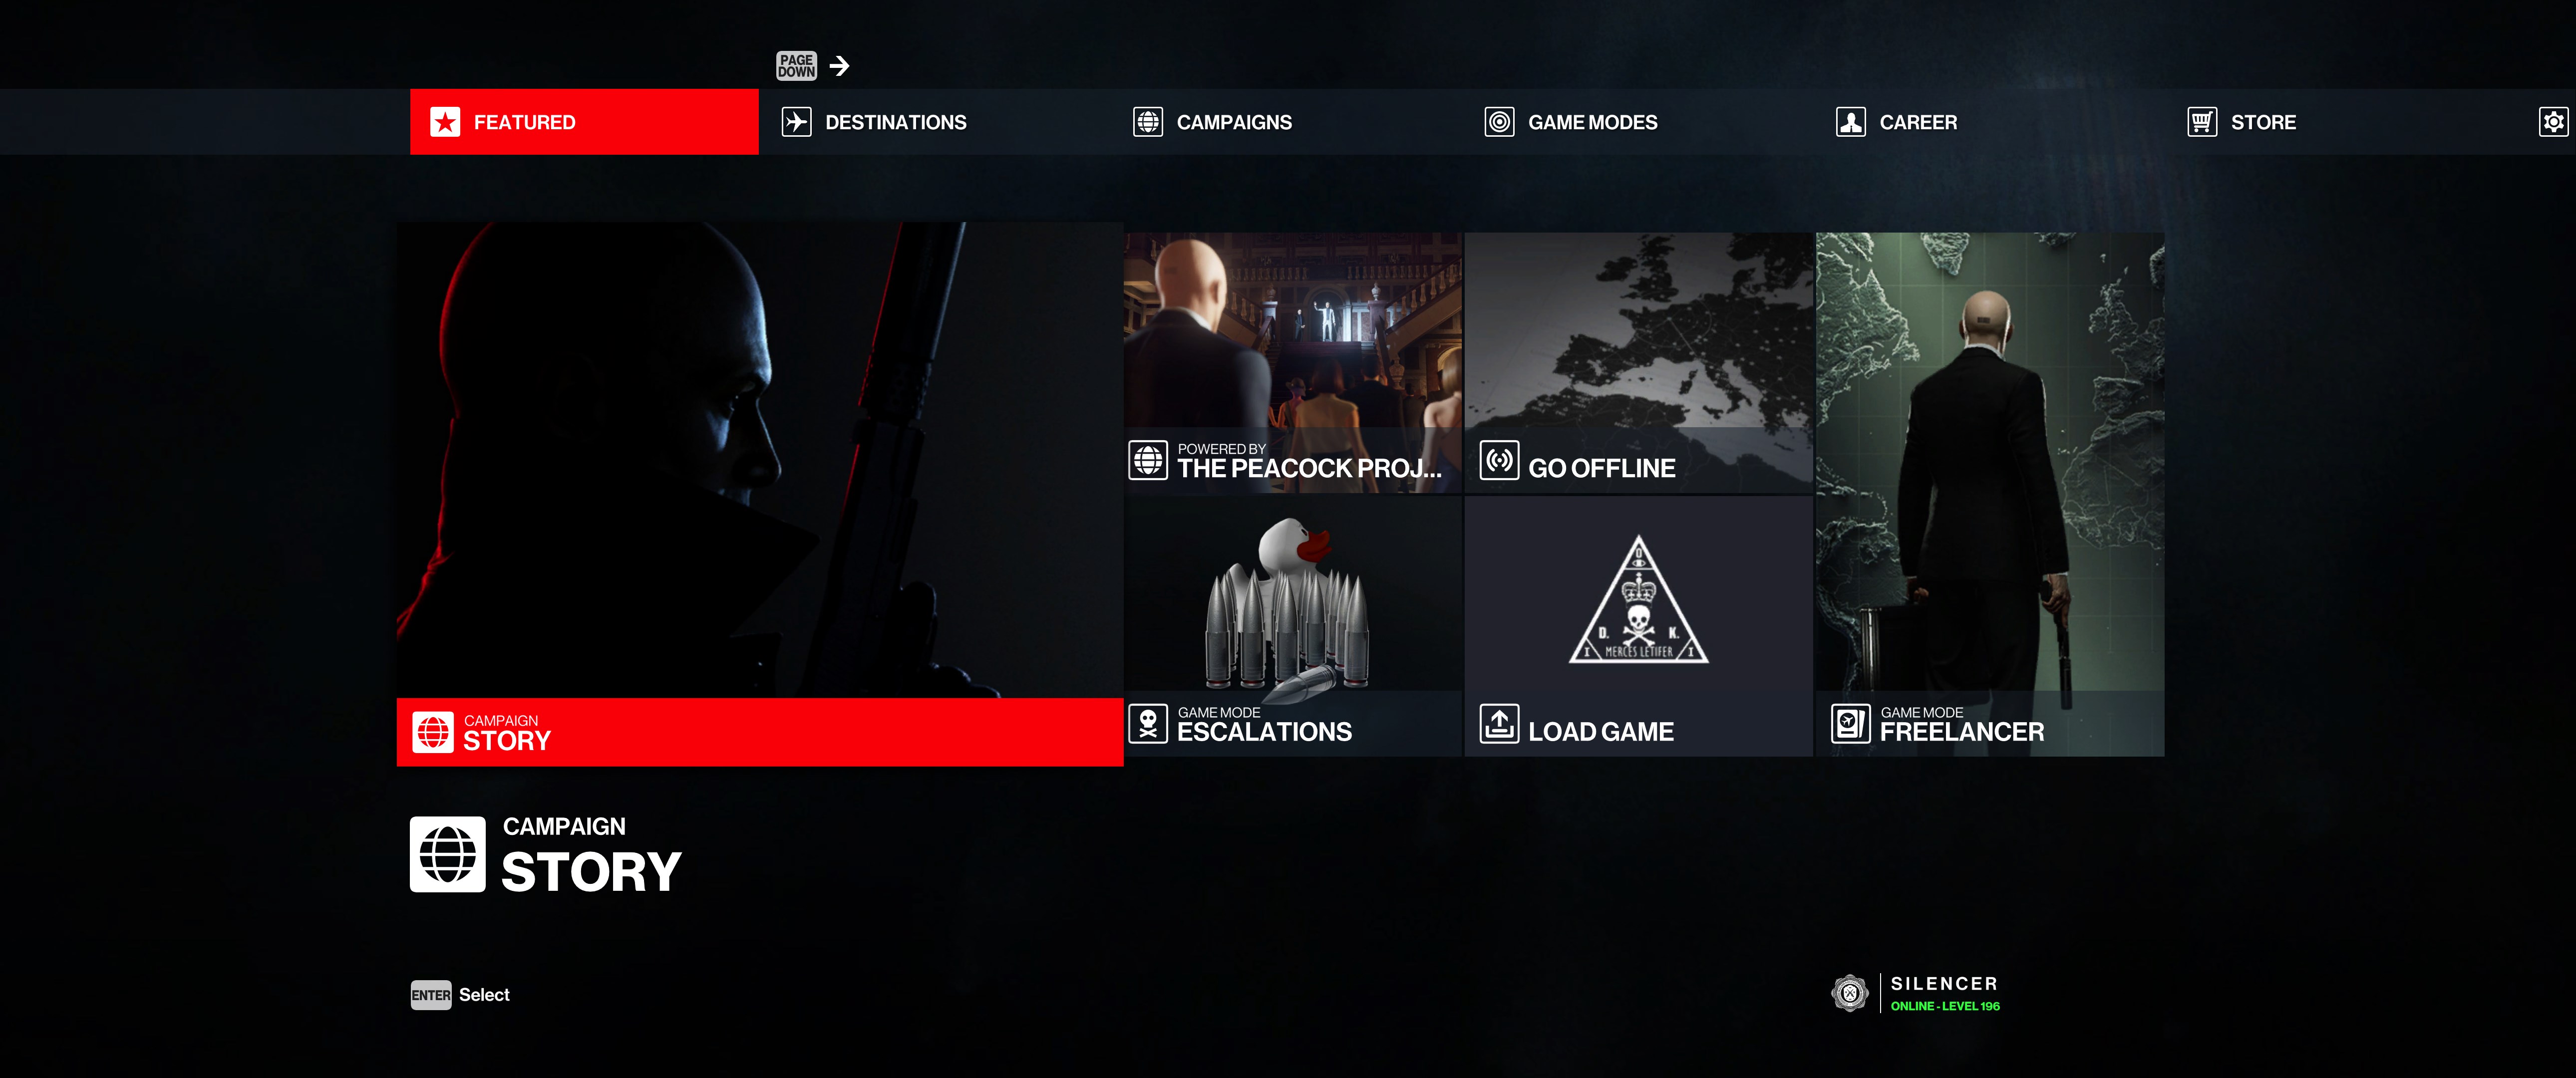 PAGE
DOWN
FEATURED
DESTINATIONS
CAMPAIGNS
GAME MODES
CAREER
STORE
POWERED BY
THE PEACOCK PROJ...
GO OFFLINE
O
D. K.
I MERCES LETIFER I
CAMPAIGN
STORY
GAME MODE
ESCALATIONS
LOAD GAME
GAME MODE
FREELANCER
CAMPAIGN
STORY
ENTER Select
SILENCER
ONLINE - LEVEL 196